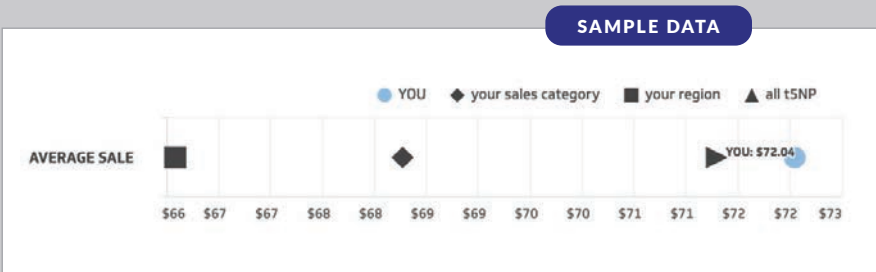 SAMPLE DATA
YOU your sales category your region all tSNP
AVERAGE SALE YOU: $72.04
$66 $67 $67 $68 $68 $69 $69 $70 $70 $71 $71 $72 $72 $73